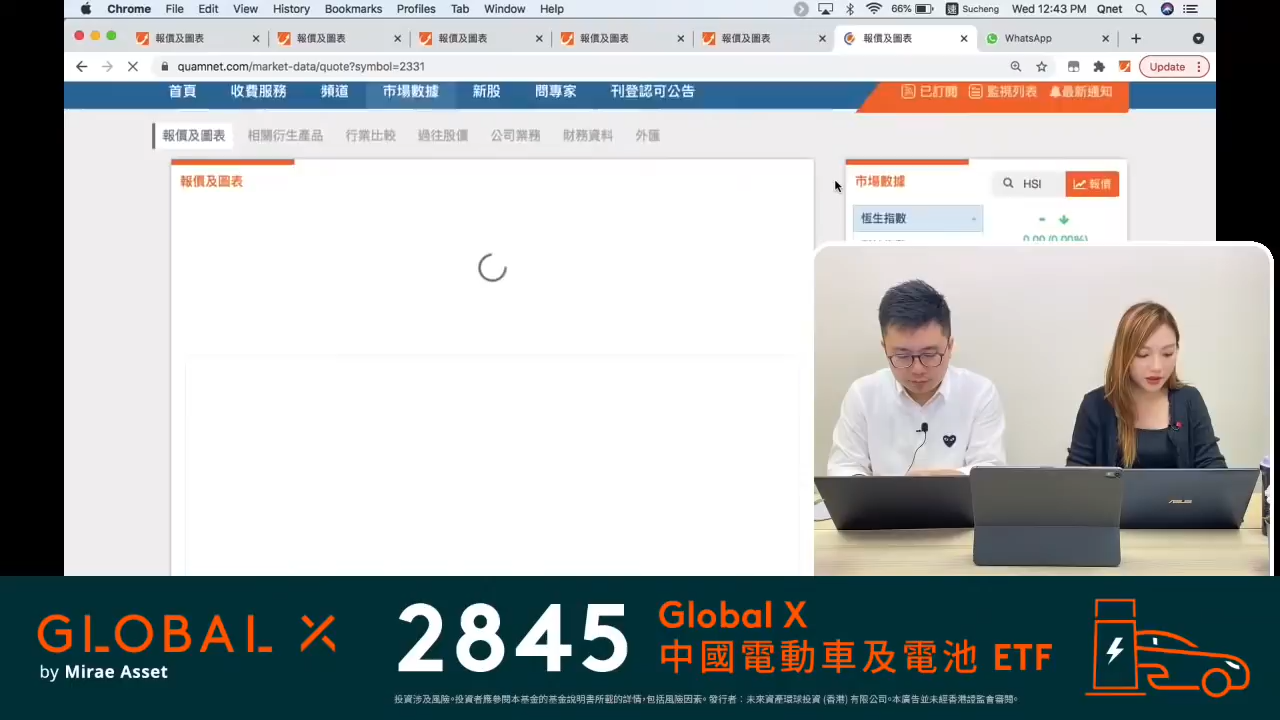 Chrome File Edit View History Bookmarks Profiles Tab Window Help 66% 速 Sucheng Wed 12:43 PM Qnet
報價及圖表 報價及圖表 報價及圖表 報價及圖表 報價及圖表 報價及圖表 WhatsApp
quamnet.com/market-data/quote?symbol=2331 Update
首頁 收費服務 頻道 市場數據 新股 問專家 刊登認可公告 已訂閱 監視列表 最新通知
報價及圖表 相關衍生產品 行業比較 過往股價 公司業務 財務資料 外匯
報價及圖表
市場數據 HSI 報價
恆生指數 -
0.00 (0.00%)
ASUS
GLOBAL X
by Mirae Asset
2845
Global X
中國電動車及電池 ETF
投資涉及風險。投資者應參閱本基金的基金說明書所載的詳情，包括風險因素。發行者：未來資產環球投資 (香港) 有限公司。本廣告並未經香港證監會審閱。